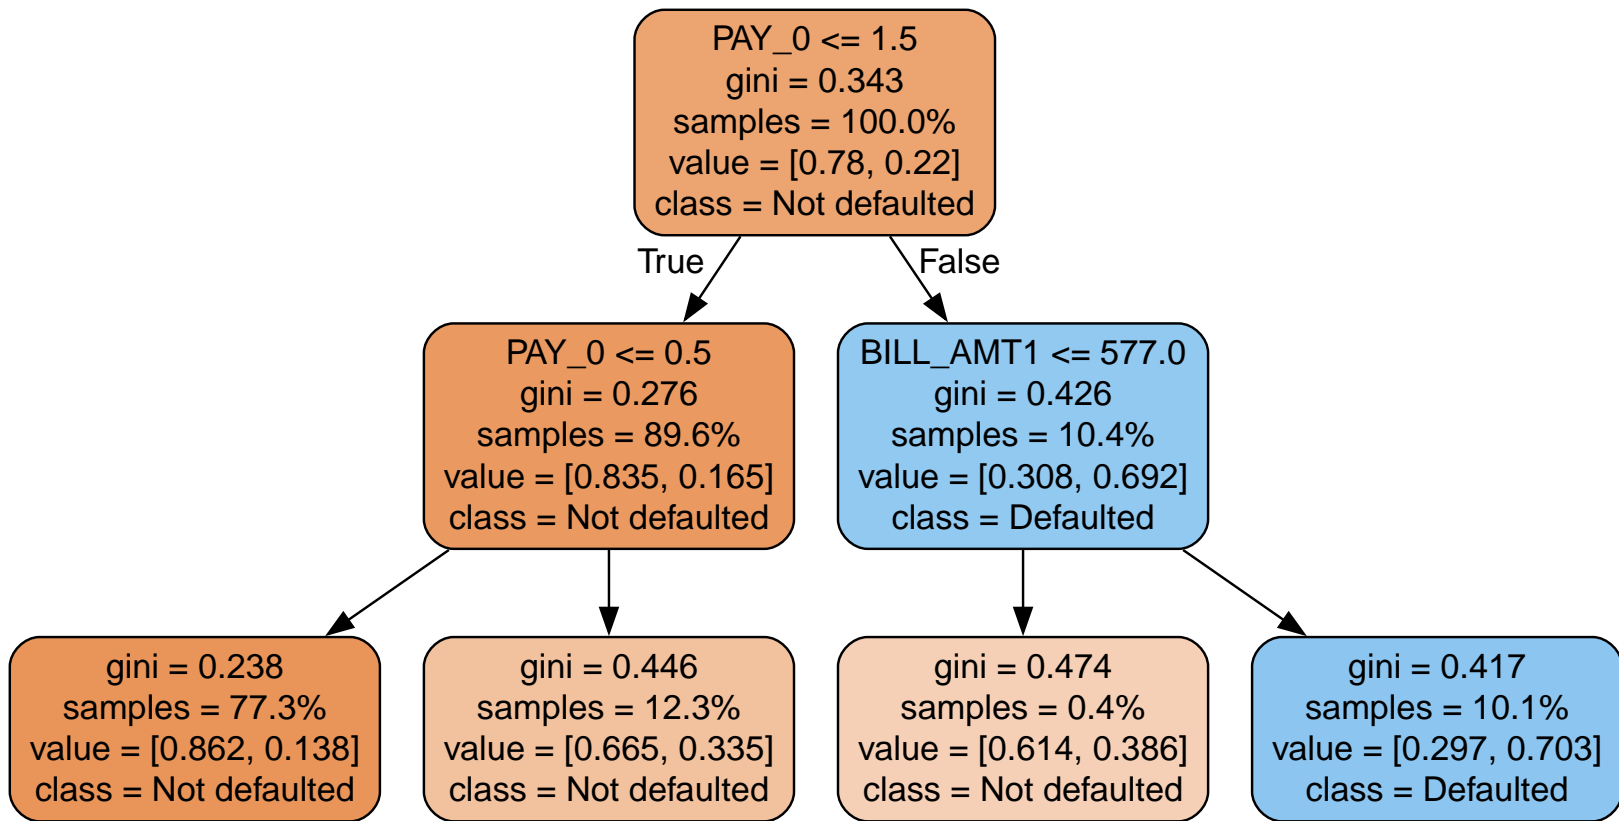 PAY_0 <= 1.5
gini = 0.343
samples = 100.0%
value = [0.78, 0.22]
class = Not defaulted
True
False
PAY_0 <= 0.5
gini = 0.276
samples = 89.6%
value = [0.835, 0.165]
class = Not defaulted
BILL_AMT1 <= 577.0
gini = 0.426
samples = 10.4%
value = [0.308, 0.692]
class = Defaulted
gini = 0.238
samples = 77.3%
value = [0.862, 0.138]
class = Not defaulted
gini = 0.446
samples = 12.3%
value = [0.665, 0.335]
class = Not defaulted
gini = 0.474
samples = 0.4%
value = [0.614, 0.386]
class = Not defaulted
gini = 0.417
samples = 10.1%
value = [0.297, 0.703]
class = Defaulted